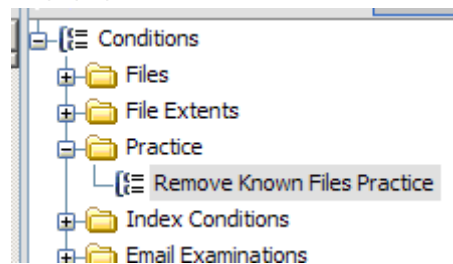 Conditions
Files
File Extents
Practice
Remove Known Files Practice
Index Conditions
Email Examinations